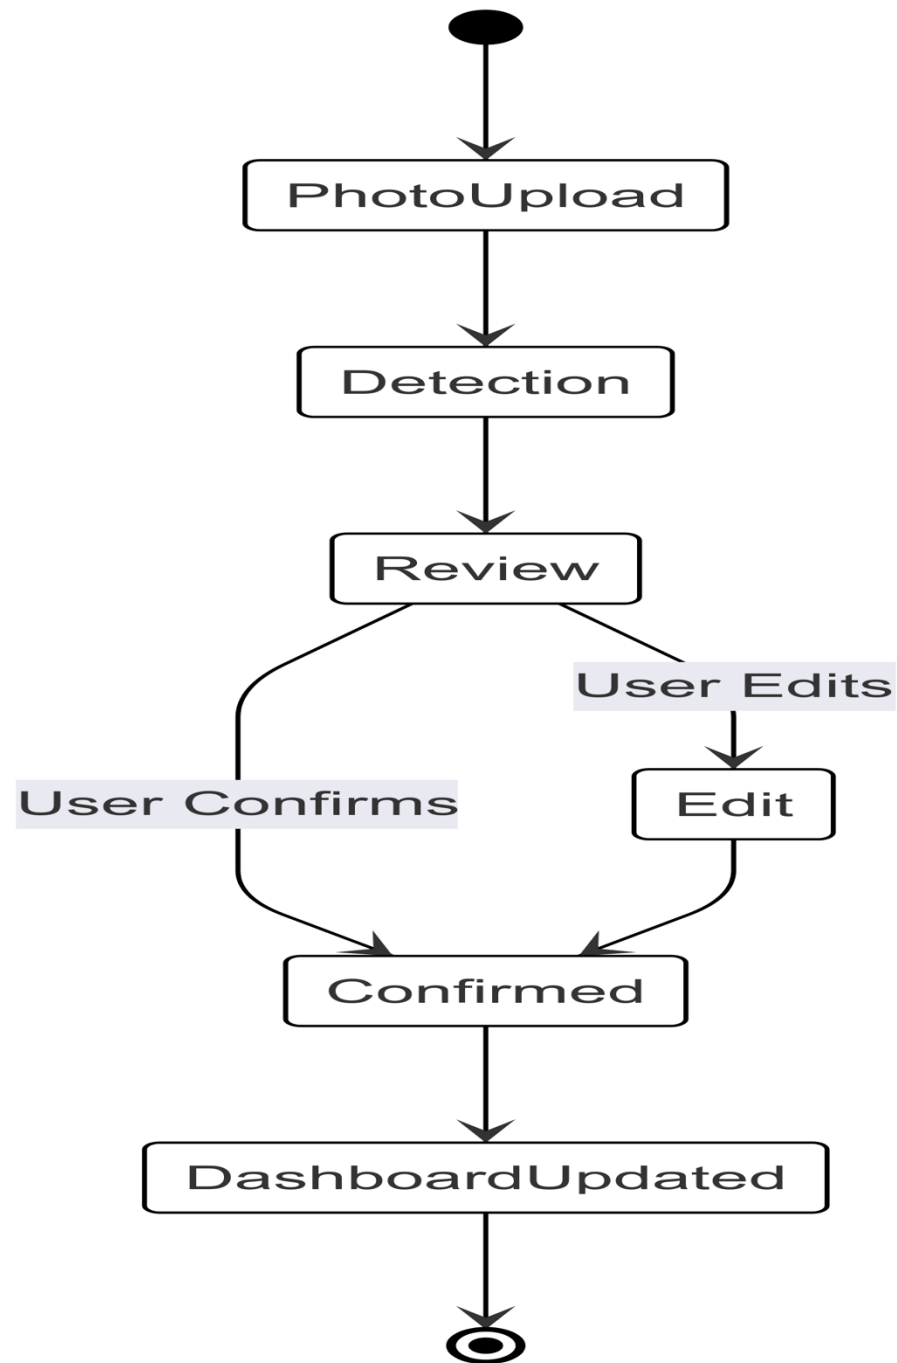 PhotoUpload
Detection
Review
User Edits
User Confirms
Edit
Confirmed
DashboardUpdated